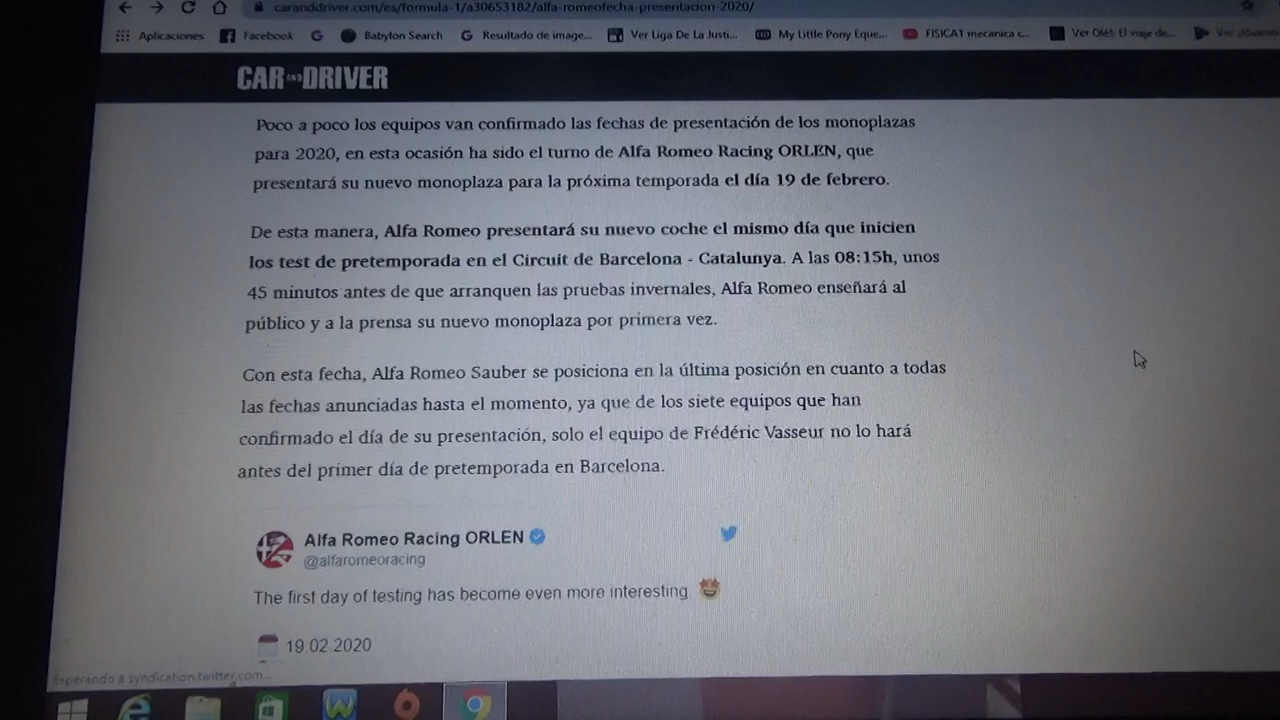 caranddriver.com/es/formula-1/a30653182/alfa-romeofecha-presentacion-2020/
Aplicaciones Facebook Babylon Search Resultado de image... Ver Liga De La Justi... My Little Pony Eque... FISICA1 mecanica c... Ver Olé!: El viaje de...
CAR AND DRIVER
Poco a poco los equipos van confirmado las fechas de presentación de los monoplazas
para 2020, en esta ocasión ha sido el turno de Alfa Romeo Racing ORLEN, que
presentará su nuevo monoplaza para la próxima temporada el día 19 de febrero.
De esta manera, Alfa Romeo presentará su nuevo coche el mismo día que inicien
los test de pretemporada en el Circuit de Barcelona - Catalunya. A las 08:15h, unos
45 minutos antes de que arranquen las pruebas invernales, Alfa Romeo enseñará al
público y a la prensa su nuevo monoplaza por primera vez.
Con esta fecha, Alfa Romeo Sauber se posiciona en la última posición en cuanto a todas
las fechas anunciadas hasta el momento, ya que de los siete equipos que han
confirmado el día de su presentación, solo el equipo de Frédéric Vasseur no lo hará
antes del primer día de pretemporada en Barcelona.
Alfa Romeo Racing ORLEN
@alfaromeoracing
The first day of testing has become even more interesting
19.02.2020
Esperando a syndication.twitter.com...